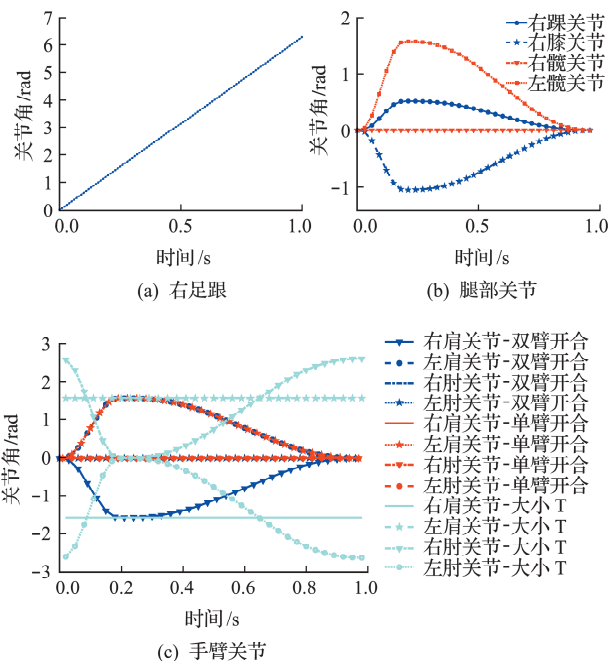 7
6
5
4
3
2
1
0
关节角/rad
0.0
0.5
1.0
时间/s
(a) 右足跟
2
1
0
-1
关节角/rad
右踝关节
右膝关节
右髋关节
左髋关节
0.0
0.5
1.0
时间/s
(b) 腿部关节
3
2
1
0
-1
-2
-3
关节角/rad
0.0
0.2
0.4
0.6
0.8
1.0
时间/s
右肩关节-双臂开合
左肩关节-双臂开合
右肘关节-双臂开合
左肘关节-双臂开合
右肩关节-单臂开合
左肩关节-单臂开合
右肘关节-单臂开合
左肘关节-单臂开合
右肩关节-大小 T
左肩关节-大小 T
右肘关节-大小 T
左肘关节-大小 T
(c) 手臂关节